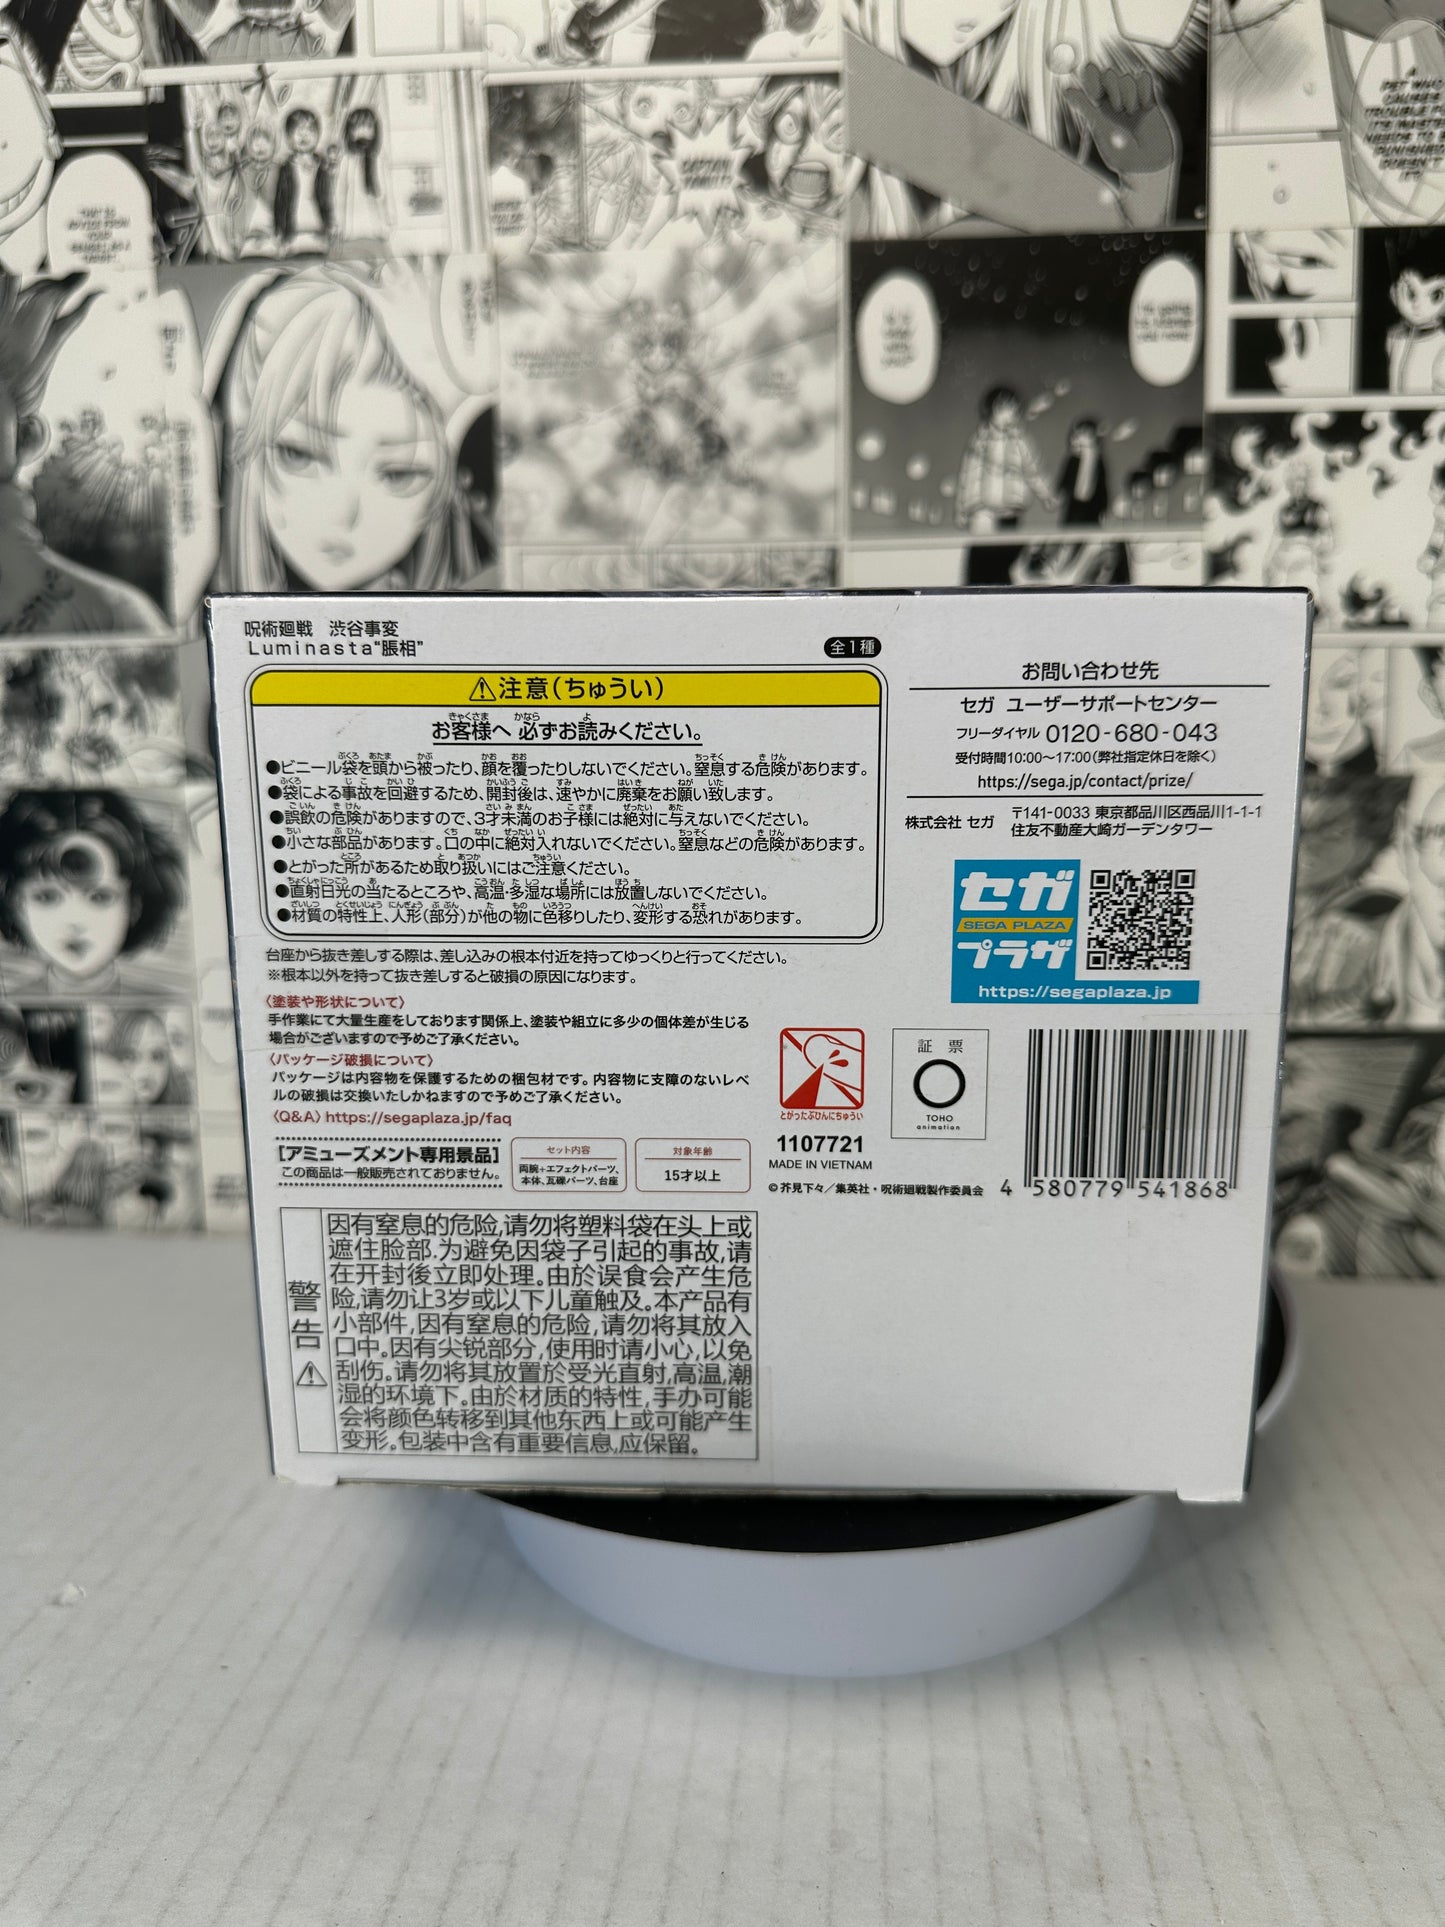 呪術廻戦 渋谷事変
Luminasta“脹相”
全1種
⚠注意(ちゅうい)
お客様へ 必ずお読みください。
●ビニール袋を頭から被ったり、顔を覆ったりしないでください。窒息する危険があります。
●袋による事故を回避するため、開封後は、速やかに廃棄をお願い致します。
●誤飲の危険がありますので、3才未満のお子様には絶対に与えないでください。
●小さな部品があります。口の中に絶対入れないでください。窒息などの危険があります。
●とがった所があるため取り扱いにはご注意ください。
●直射日光の当たるところや、高温・多湿な場所には放置しないでください。
●材質の特性上、人形(部分)が他の物に色移りしたり、変形する恐れがあります。
台座から抜き差しする際は、差し込みの根本付近を持ってゆっくりと行ってください。
※根本以外を持って抜き差しすると破損の原因になります。
〈塗装や形状について〉
手作業にて大量生産をしております関係上、塗装や組立に多少の個体差が生じる
場合がございますので予めご了承ください。
〈パッケージ破損について〉
パッケージは内容物を保護するための梱包材です。内容物に支障のないレベ
ルの破損は交換いたしかねますので予めご了承ください。
〈Q&A〉https://segaplaza.jp/faq
[アミューズメント専用景品]
この商品は一般販売されておりません。
セット内容
両腕+エフェクトパーツ、
本体、瓦礫パーツ、台座
対象年齢
15才以上
お問い合わせ先
セガ ユーザーサポートセンター
フリーダイヤル 0120-680-043
受付時間10:00~17:00(弊社指定休日を除く)
https://sega.jp/contact/prize/
株式会社 セガ
〒141-0033 東京都品川区西品川1-1-1
住友不動産大崎ガーデンタワー
セガ
SEGA PLAZA
プラザ
https://segaplaza.jp
とがったぶひんにちゅうい
1107721
MADE IN VIETNAM
証 票
TOHO
animation
©芥見下々/集英社・呪術廻戦製作委員会
4 580779 541868
警告⚠
因有窒息的危险,请勿将塑料袋在头上或
遮住脸部.为避免因袋子引起的事故,请
在开封後立即处理。由於误食会产生危
险,请勿让3岁或以下儿童触及。本产品有
小部件,因有窒息的危险,请勿将其放入
口中。因有尖锐部分,使用时请小心,以免
刮伤。请勿将其放置於受光直射,高温,潮
湿的环境下。由於材质的特性,手办可能
会将颜色转移到其他东西上或可能产生
变形。包装中含有重要信息,应保留。